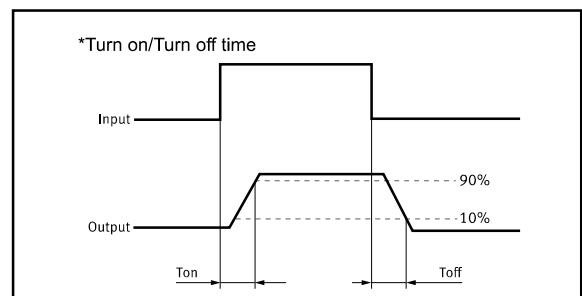 *Turn on/Turn off time
Input
90%
10%
Output
Ton
Toff